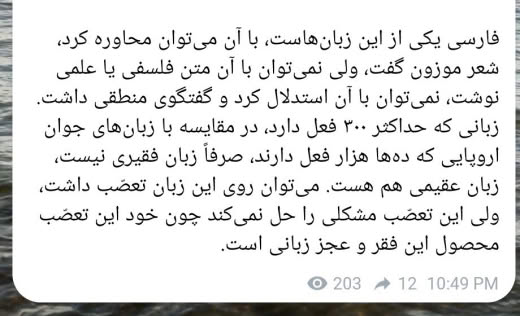 فارسی یکی از این زبان‌هاست، با آن می‌توان محاوره کرد،
شعر موزون گفت، ولی نمی‌توان با آن متن فلسفی یا علمی
نوشت، نمی‌توان با آن استدلال کرد و گفتگوی منطقی داشت.
زبانی که حداکثر ۳۰۰ فعل دارد، در مقایسه با زبان‌های جوان
اروپایی که ده‌ها هزار فعل دارند، صرفاً زبان فقیری نیست،
زبان عقیمی هم هست. می‌توان روی این زبان تعصّب داشت،
ولی این تعصّب مشکلی را حل نمی‌کند چون خود این تعصّب
محصول این فقر و عجز زبانی است.
203 12 10:49 PM